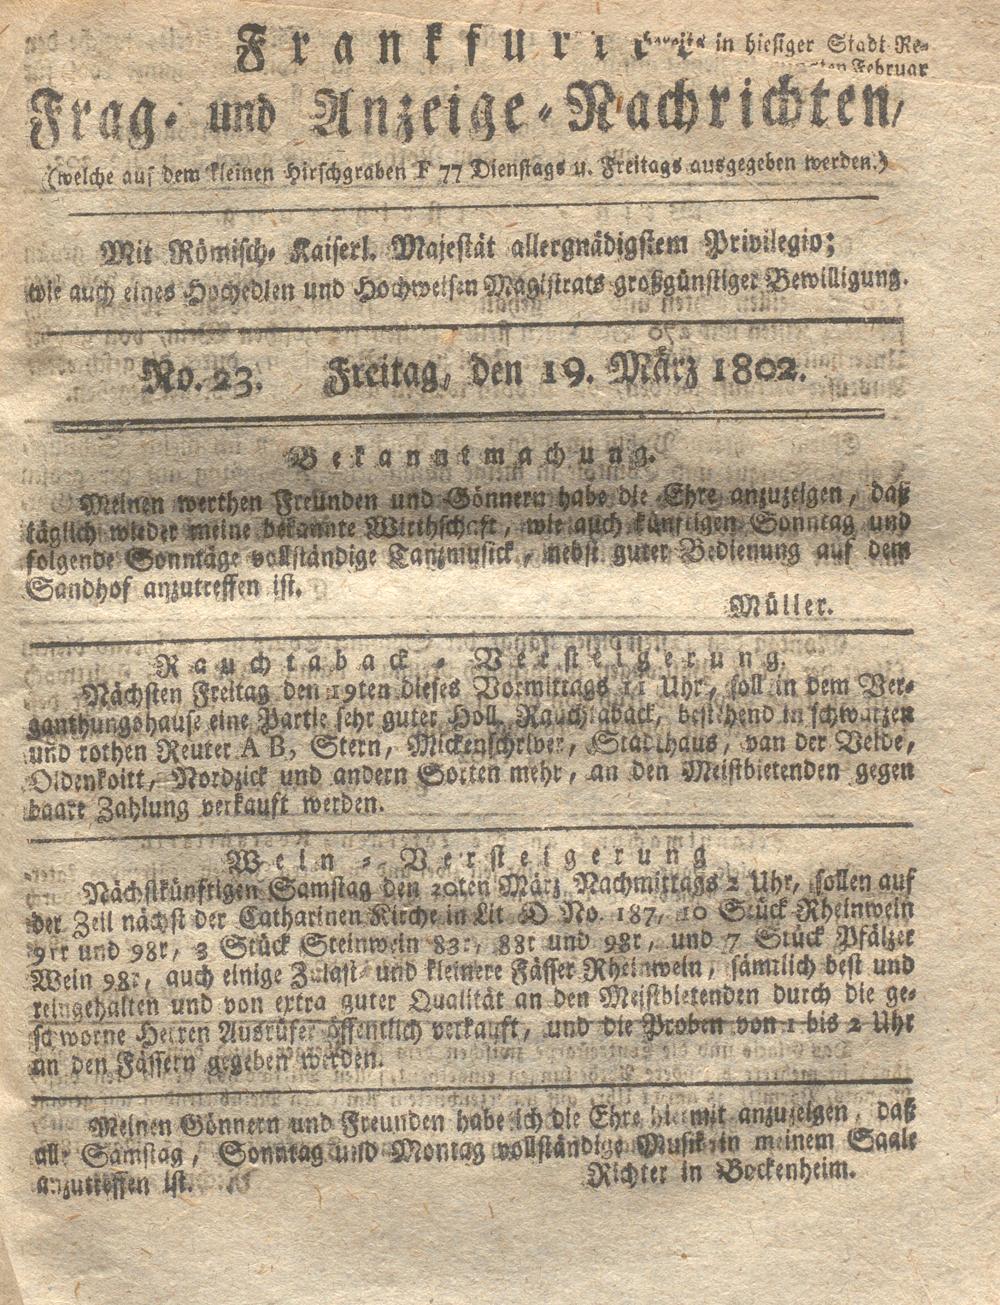 Frankfurter
bereits in hiesiger Stadt Re-
Februar
Frag- und Anzeige-Nachrichten,
(welche auf dem kleinen Hirschgraben F 77 Dienstags u. Freitags ausgegeben werden.)
Mit Römisch- Kaiserl. Majestät allergnädigstem Privilegio;
wie auch eines Hochedlen und Hochweisen Magistrats großgünstiger Bewilligung.
No. 23. Freitag, den 19. März 1802.
Bekanntmachung.
Meinen werthen Freunden und Gönnern habe die Ehre anzuzeigen, daß
täglich wieder meine bekannte Wirthschaft, wie auch künftigen Sonntag und
folgende Sonntäge vollständige Tanzmusick, nebst guter Bedienung auf dem
Sandhof anzutreffen ist.
Müller.
Rauchtaback-Versteigerung.
Nächsten Freitag den 19ten dieses Vormittags 11 Uhr, soll in dem Ver-
ganthungshause eine Partie sehr guter Holl. Rauchtaback, bestehend in schwarzen
und rothen Reuter A B, Stern, Mickenschriver, Stadthaus, van der Velde,
Oldenkoitt, Nordzick und andern Sorten mehr, an den Meistbietenden gegen
baare Zahlung verkauft werden.
Wein-Versteigerung
Nächstkünftigen Samstag den 20ten März Nachmittags 2 Uhr, sollen auf
der Zeil nächst der Catharinen Kirche in Lit D No. 187, 10 Stück Rheinwein
91r und 98r, 3 Stück Steinwein 83r, 88r und 98r, und 7 Stück Pfälzer
Wein 98r, auch einige Zulast- und kleinere Fässer Rheinwein, sämtlich best und
reingehalten und von extra guter Qualität an den Meistbietenden durch die ge-
schworne Herren Ausrüfer öffentlich verkauft, und die Proben von 1 bis 2 Uhr
an den Fässern gegeben werden.
Meinen Gönnern und Freunden habe ich die Ehre hiermit anzuzeigen, daß
alle Samstag, Sonntag und Montag vollständige Musik in meinem Saale
anzutreffen ist. Richter in Bockenheim.